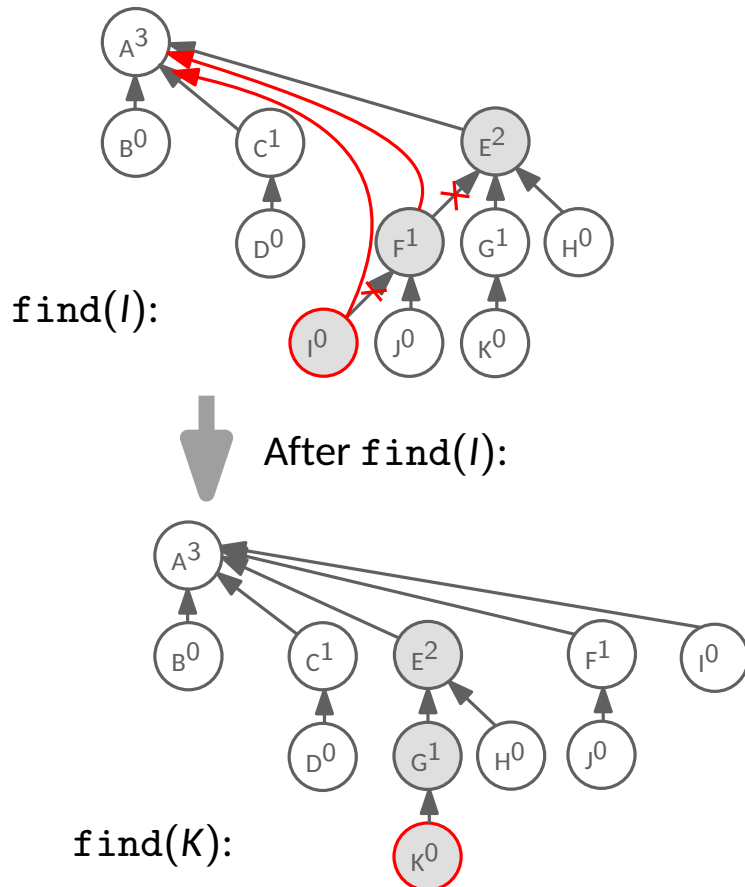 A³
B⁰ C¹ E²
D⁰ F¹ G¹ H⁰
find(I):
I⁰ J⁰ K⁰
After find(I):
A³
B⁰ C¹ E² F¹ I⁰
D⁰ G¹ H⁰ J⁰
find(K):
K⁰